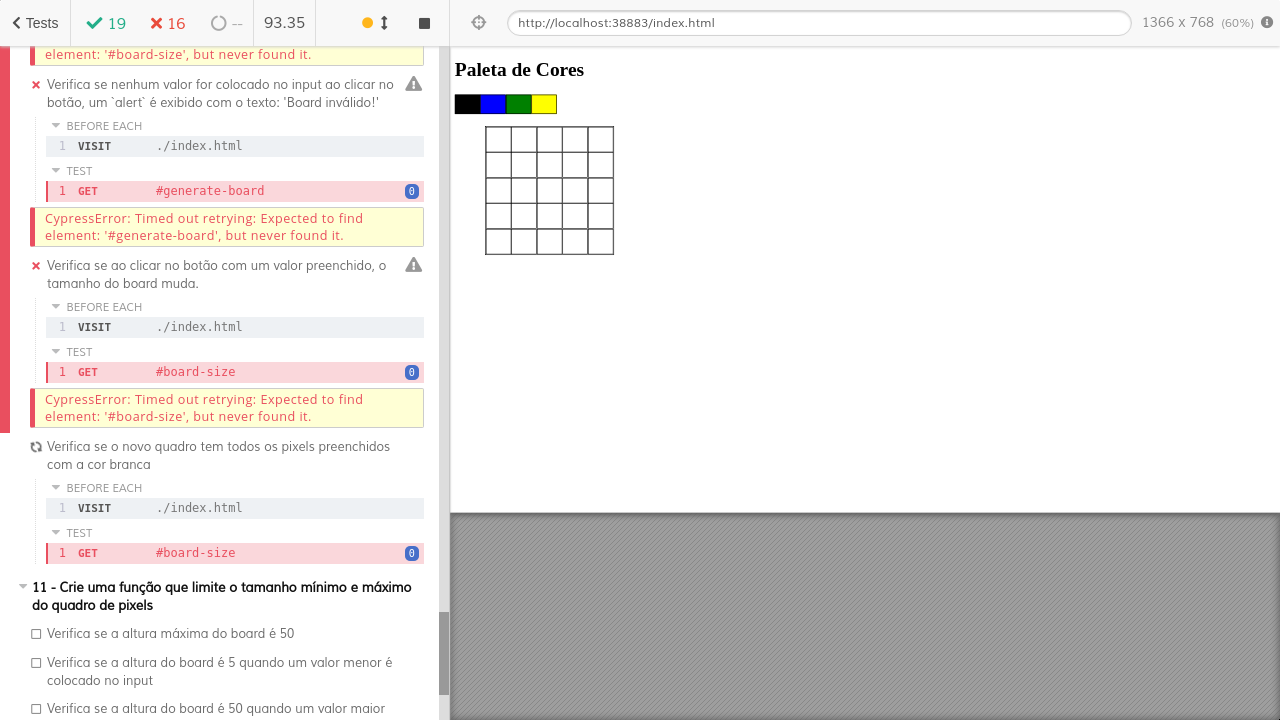 Tests
19
16
--
93.35
http://localhost:38883/index.html
1366 x 768 (60%)
element: '#board-size', but never found it.
Verifica se nenhum valor for colocado no input ao clicar no
botão, um `alert` é exibido com o texto: 'Board inválido!'
BEFORE EACH
1 VISIT ./index.html
TEST
1 GET #generate-board 0
CypressError: Timed out retrying: Expected to find
element: '#generate-board', but never found it.
Verifica se ao clicar no botão com um valor preenchido, o
tamanho do board muda.
BEFORE EACH
1 VISIT ./index.html
TEST
1 GET #board-size 0
CypressError: Timed out retrying: Expected to find
element: '#board-size', but never found it.
Verifica se o novo quadro tem todos os pixels preenchidos
com a cor branca
BEFORE EACH
1 VISIT ./index.html
TEST
1 GET #board-size 0
11 - Crie uma função que limite o tamanho mínimo e máximo
do quadro de pixels
Verifica se a altura máxima do board é 50
Verifica se a altura do board é 5 quando um valor menor é
colocado no input
Verifica se a altura do board é 50 quando um valor maior
Paleta de Cores